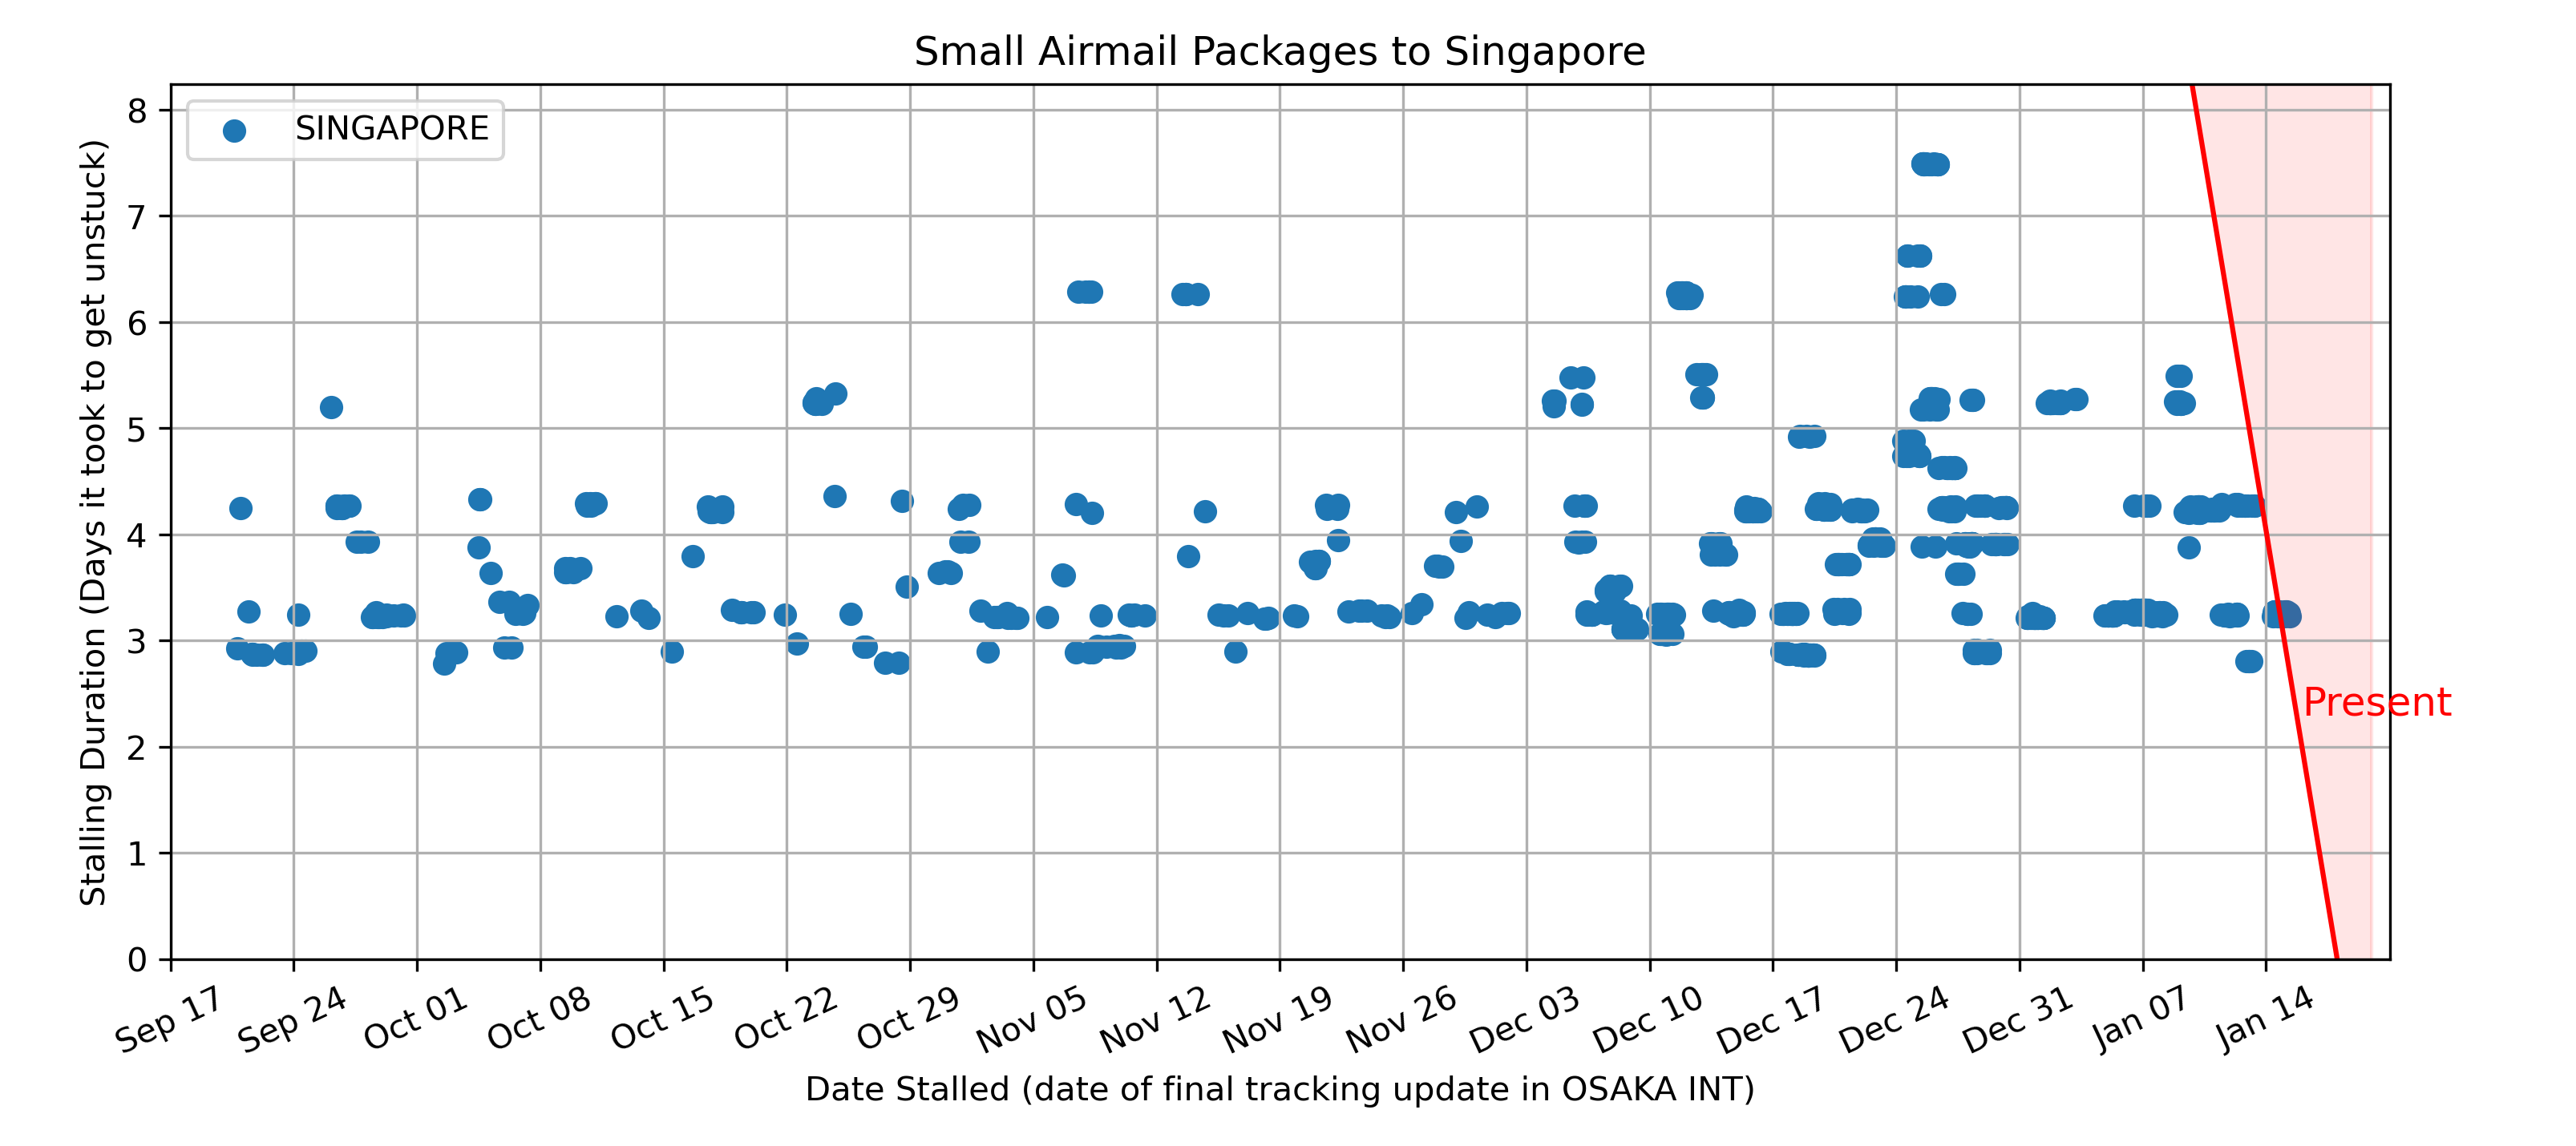 Small Airmail Packages to Singapore
SINGAPORE
Stalling Duration (Days it took to get unstuck)
8
7
6
5
4
3
2
1
0
Present
Sep 17 Sep 24 Oct 01 Oct 08 Oct 15 Oct 22 Oct 29 Nov 05 Nov 12 Nov 19 Nov 26 Dec 03 Dec 10 Dec 17 Dec 24 Dec 31 Jan 07 Jan 14
Date Stalled (date of final tracking update in OSAKA INT)